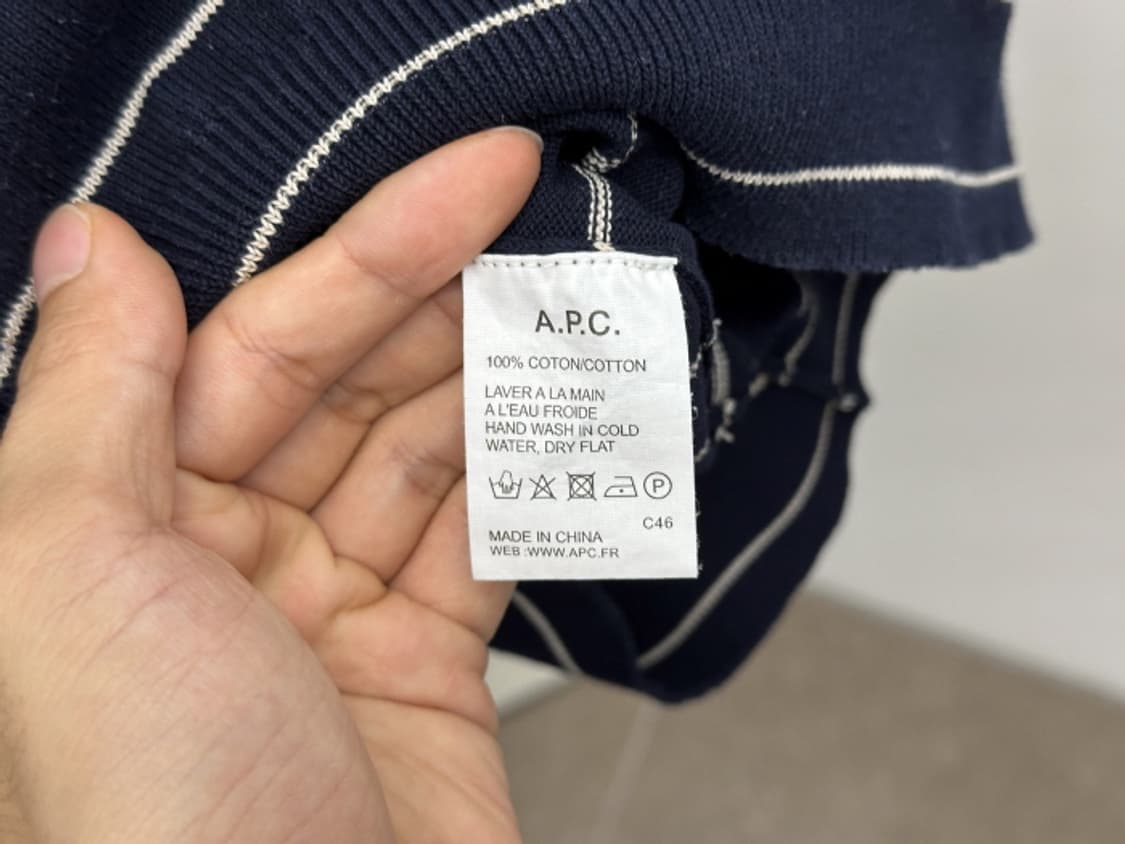 A.P.C.
100% COTON/COTTON
LAVER A LA MAIN
A L'EAU FROIDE
HAND WASH IN COLD
WATER, DRY FLAT
P
C46
MADE IN CHINA
WEB :WWW.APC.FR